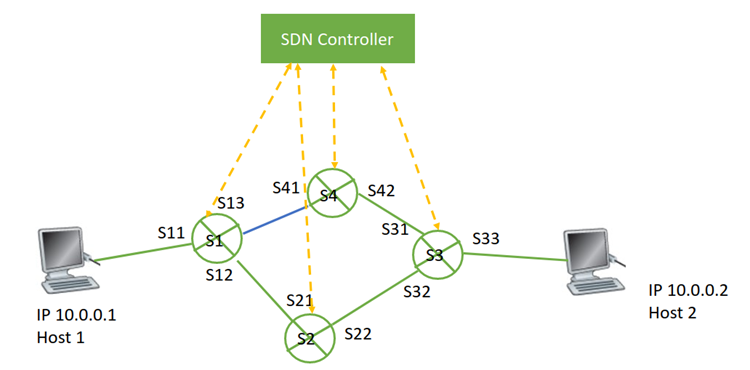 SDN Controller
S41
S4
S42
S13
S11
S1
S31
S33
S3
S12
S32
S21
S2
S22
IP 10.0.0.1
Host 1
IP 10.0.0.2
Host 2